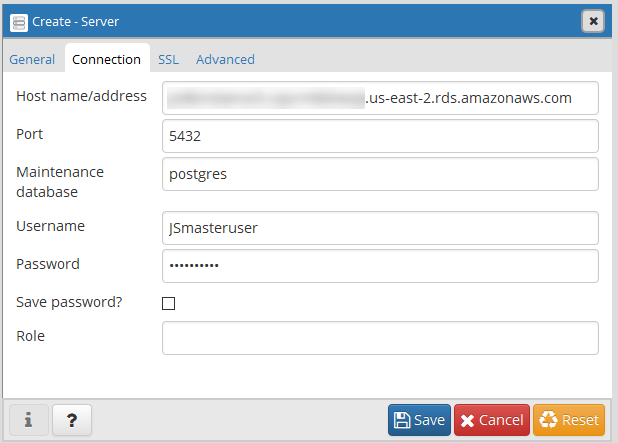 Create - Server
General Connection SSL Advanced
Host name/address .us-east-2.rds.amazonaws.com
Port 5432
Maintenance
database postgres
Username JSmasteruser
Password ••••••••••
Save password?
Role
i ? Save Cancel Reset